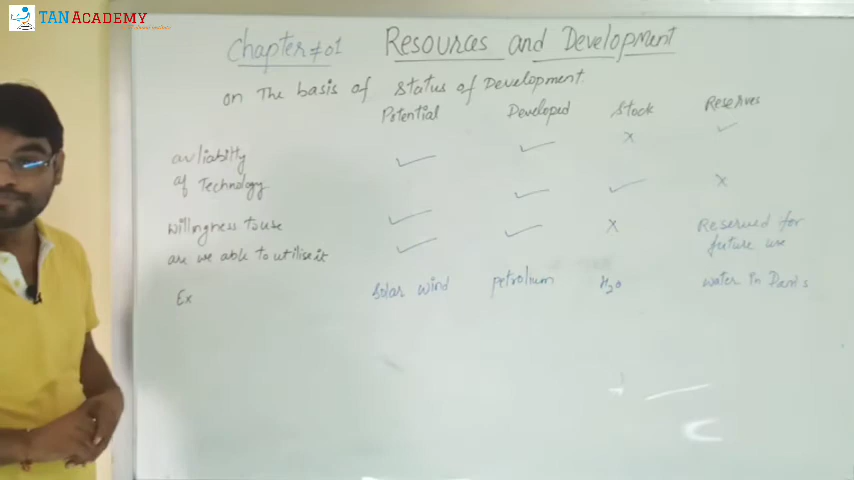 TAN ACADEMY
Chapter # 01 Resources and Development
on The basis of status of Development
Potential Developed Stock Reserves
avliabilty ✓ ✓ x ✓
of Technology ✓ ✓ x
willingness to use ✓ ✓ x Reserved for
are we able to utilise it ✓ future use
Ex solar wind petrolium H2O water in Dams